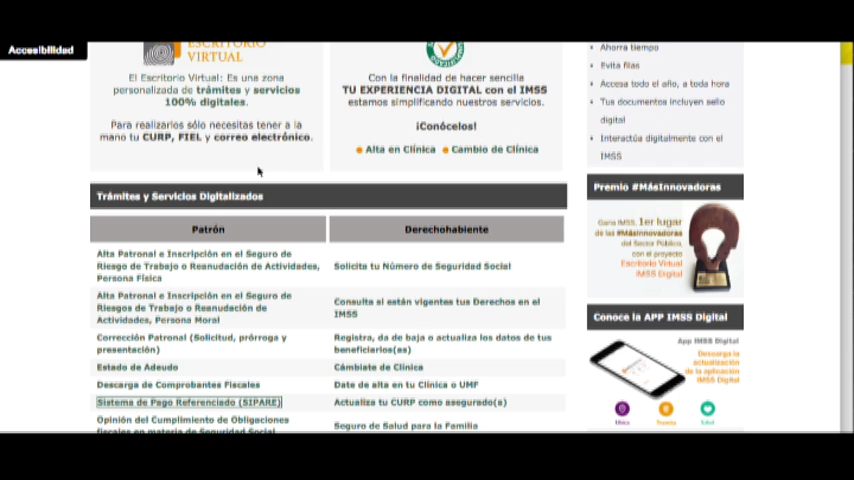 Accesibilidad
ESCRITORIO
VIRTUAL
El Escritorio Virtual: Es una zona
personalizada de trámites y servicios
100% digitales.
Para realizarlos sólo necesitas tener a la
mano tu CURP, FIEL y correo electrónico.
Con la finalidad de hacer sencilla
TU EXPERIENCIA DIGITAL con el IMSS
estamos simplificando nuestros servicios.
¡Conócelos!
Alta en Clínica
Cambio de Clínica
Trámites y Servicios Digitalizados
Patrón
Derechohabiente
Alta Patronal e Inscripción en el Seguro de
Riesgo de Trabajo o Reanudación de Actividades,
Persona Física
Solicita tu Número de Seguridad Social
Alta Patronal e Inscripción en el Seguro de
Riesgos de Trabajo o Reanudación de
Actividades, Persona Moral
Consulta si están vigentes tus Derechos en el
IMSS
Corrección Patronal (Solicitud, prórroga y
presentación)
Registra, da de baja o actualiza los datos de tus
beneficiarios(as)
Estado de Adeudo
Cámbiate de Clínica
Descarga de Comprobantes Fiscales
Date de alta en tu Clínica o UMF
Sistema de Pago Referenciado (SIPARE)
Actualiza tu CURP como asegurado(a)
Opinión del Cumplimiento de Obligaciones
fiscales en materia de Seguridad Social
Seguro de Salud para la Familia
Ahorra tiempo
Evita filas
Accesa todo el año, a toda hora
Tus documentos incluyen sello
digital
Interactúa digitalmente con el
IMSS
Premio #MásInnovadoras
Gana IMSS, 1er lugar
de las #MásInnovadoras
del Sector Público,
con el proyecto
Escritorio Virtual
IMSS Digital
Conoce la APP IMSS Digital
App IMSS Digital
Descarga la
actualización
de la aplicación
IMSS Digital